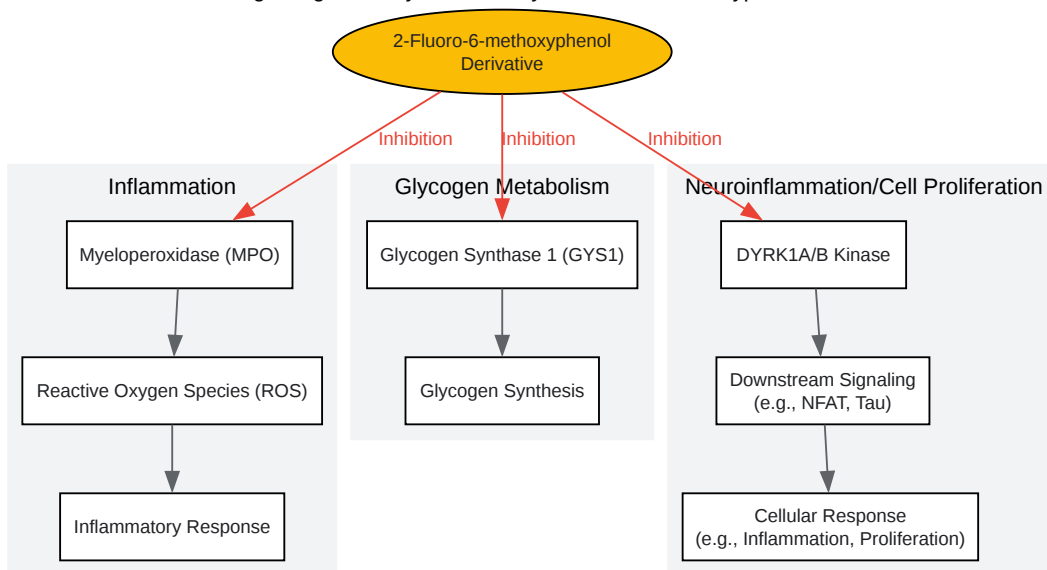 2-Fluoro-6-methoxyphenol
Derivative
Inhibition
Inhibition
Inhibition
Inflammation
Glycogen Metabolism
Neuroinflammation/Cell Proliferation
Myeloperoxidase (MPO)
Glycogen Synthase 1 (GYS1)
DYRK1A/B Kinase
Reactive Oxygen Species (ROS)
Glycogen Synthesis
Downstream Signaling
(e.g., NFAT, Tau)
Inflammatory Response
Cellular Response
(e.g., Inflammation, Proliferation)